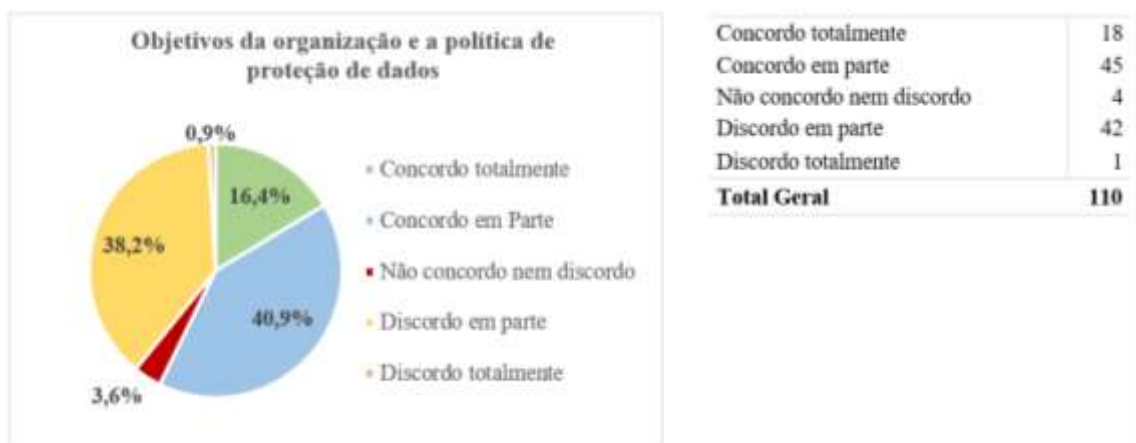 Objetivos da organização e a política de
proteção de dados
0,9%
16,4%
38,2%
40,9%
3,6%
Concordo totalmente
Concordo em Parte
Não concordo nem discordo
Discordo em parte
Discordo totalmente
Concordo totalmente 18
Concordo em parte 45
Não concordo nem discordo 4
Discordo em parte 42
Discordo totalmente 1
Total Geral 110